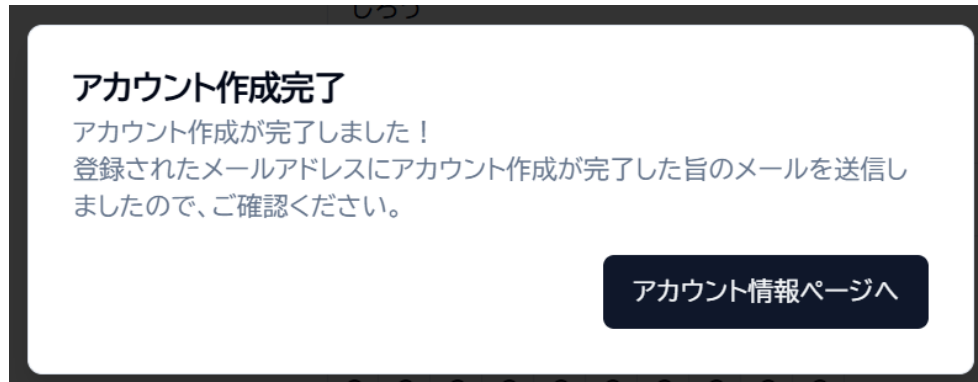 アカウント作成完了
アカウント作成が完了しました！
登録されたメールアドレスにアカウント作成が完了した旨のメールを送信し
ましたので、ご確認ください。
アカウント情報ページへ